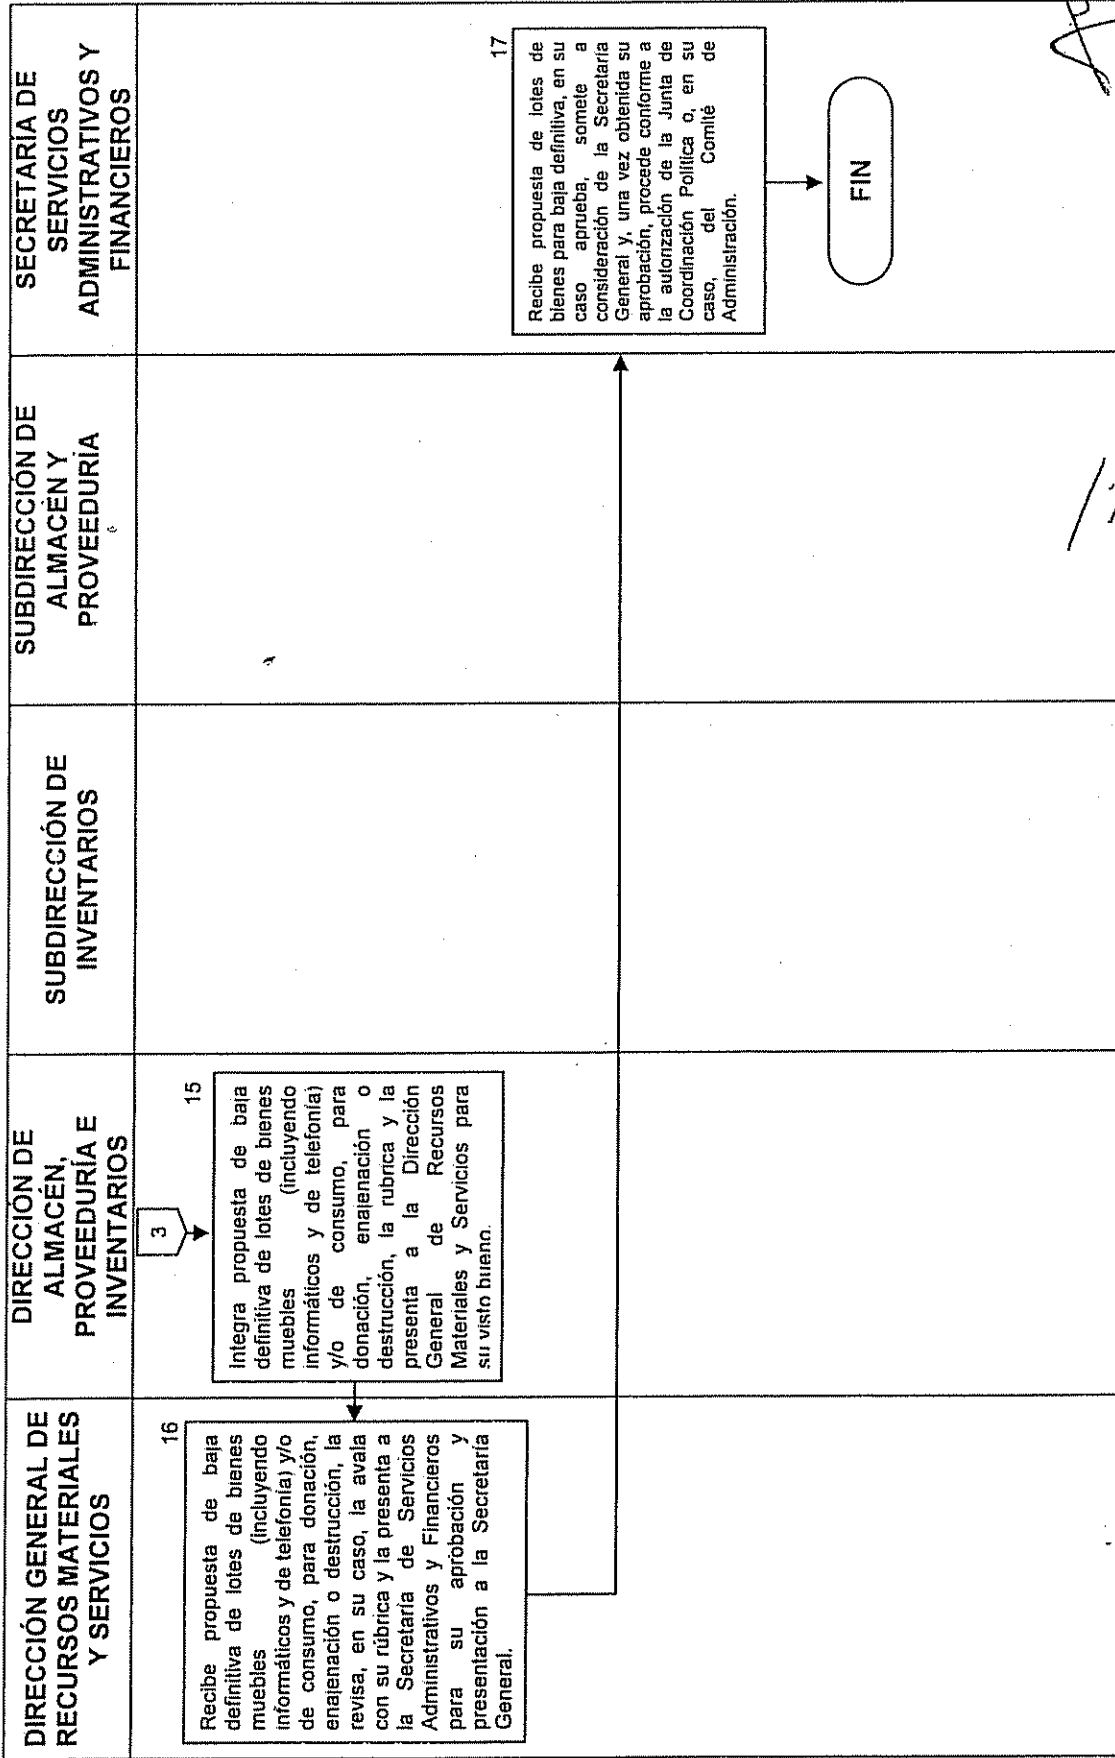 DIRECCIÓN GENERAL DE
RECURSOS MATERIALES
Y SERVICIOS
DIRECCIÓN DE
ALMACÉN,
PROVEEDURÍA E
INVENTARIOS
SUBDIRECCIÓN DE
INVENTARIOS
SUBDIRECCIÓN DE
ALMACÉN Y
PROVEEDURÍA
SECRETARÍA DE
SERVICIOS
ADMINISTRATIVOS Y
FINANCIEROS
3
15
Integra propuesta de baja
definitiva de lotes de bienes
muebles (incluyendo
informáticos y de telefonía)
y/o de consumo, para
donación, enajenación o
destrucción, la rubrica y la
presenta a la Dirección
General de Recursos
Materiales y Servicios para
su visto bueno.
16
Recibe propuesta de baja
definitiva de lotes de bienes
muebles (incluyendo
informáticos y de telefonía) y/o
de consumo, para donación,
enajenación o destrucción, la
revisa, en su caso, la avala
con su rúbrica y la presenta a
la Secretaría de Servicios
Administrativos y Financieros
para su aprobación y
presentación a la Secretaría
General.
17
Recibe propuesta de lotes de
bienes para baja definitiva, en su
caso aprueba, somete a
consideración de la Secretaría
General y, una vez obtenida su
aprobación, procede conforme a
la autorización de la Junta de
Coordinación Política o, en su
caso, del Comité de
Administración.
FIN